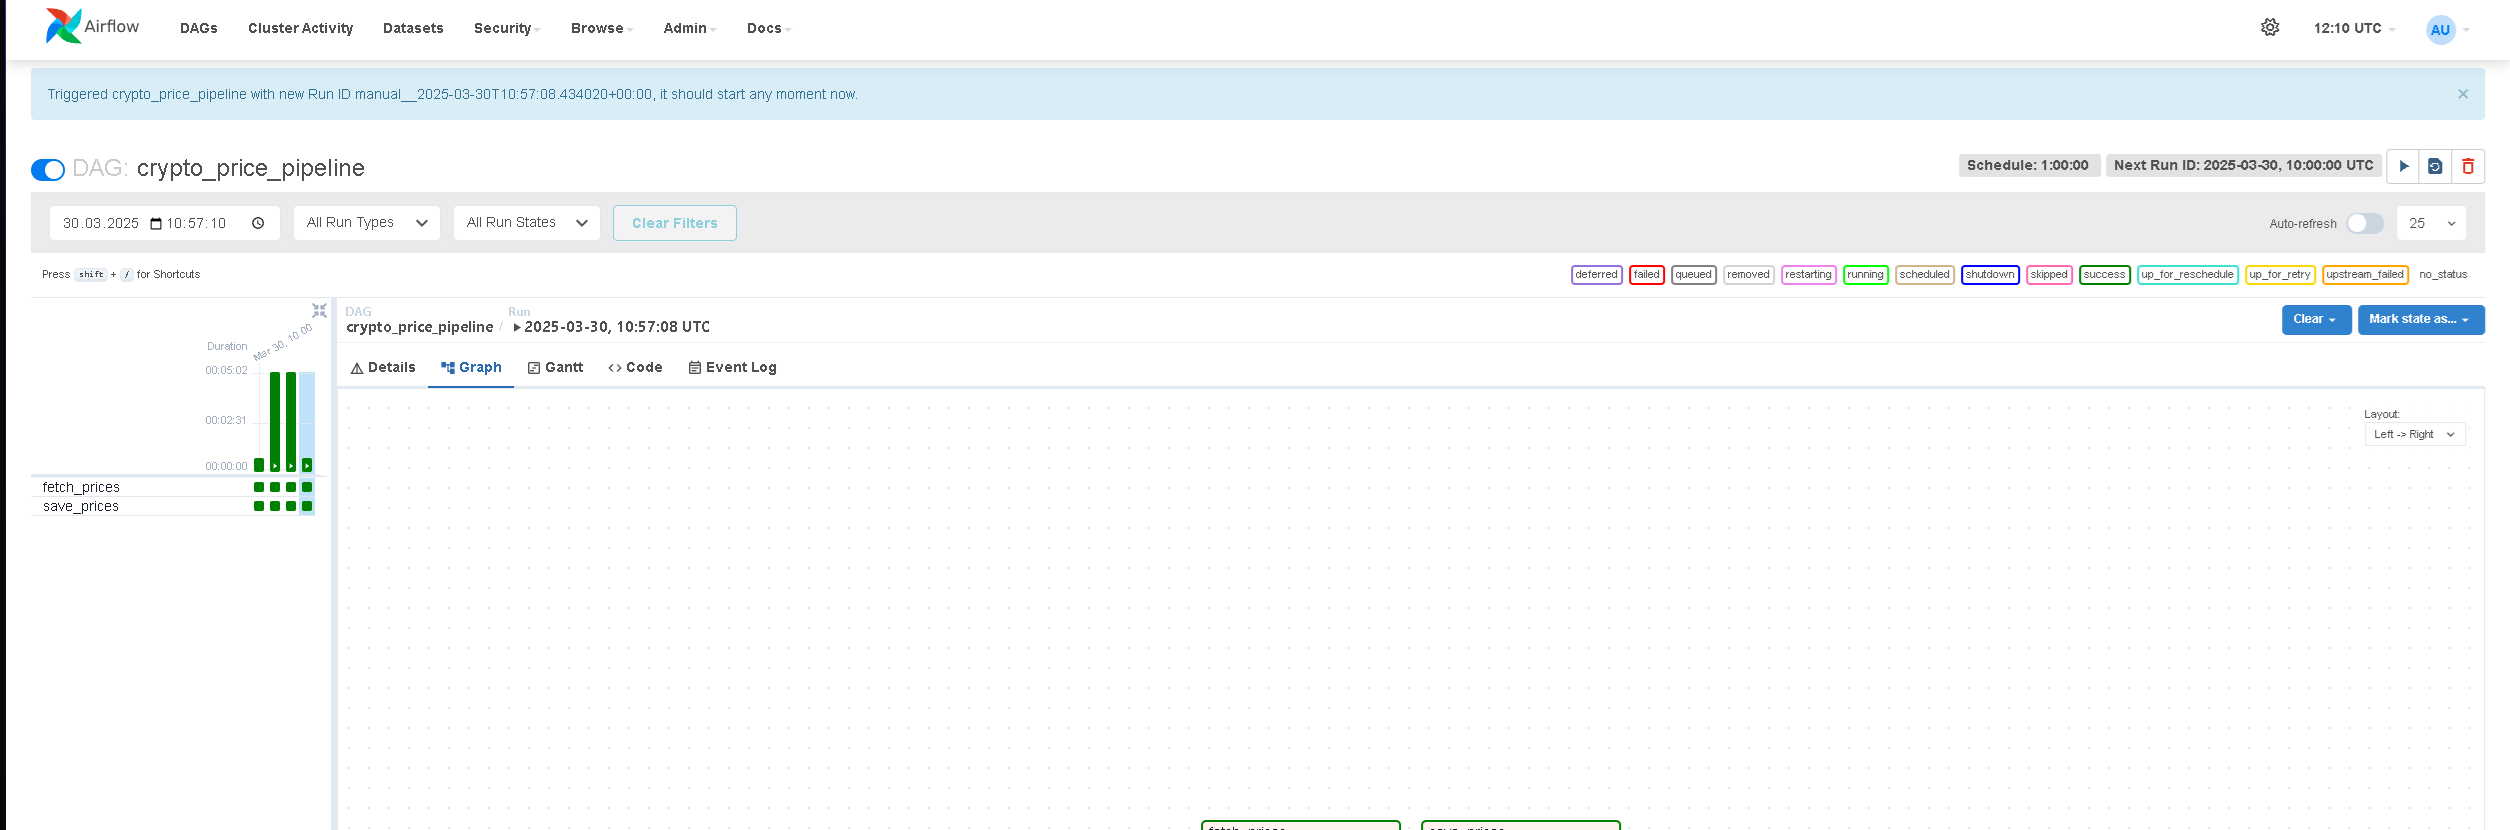 Airflow DAGs Cluster Activity Datasets Security Browse Admin Docs 12:10 UTC AU
Triggered crypto_price_pipeline with new Run ID manual__2025-03-30T10:57:08.434020+00:00, it should start any moment now. ×
DAG: crypto_price_pipeline Schedule: 1:00:00 Next Run ID: 2025-03-30, 10:00:00 UTC
30.03.2025 10:57:10 All Run Types All Run States Clear Filters Auto-refresh 25
Press shift + / for Shortcuts deferred failed queued removed restarting running scheduled shutdown skipped success up_for_reschedule up_for_retry upstream_failed no_status
DAG Run
crypto_price_pipeline / 2025-03-30, 10:57:08 UTC Clear Mark state as...
Mar 30, 10:00
Duration
00:05:02
00:02:31
00:00:00
fetch_prices
save_prices
Details Graph Gantt Code Event Log
Layout:
Left -> Right
fetch_prices save_prices